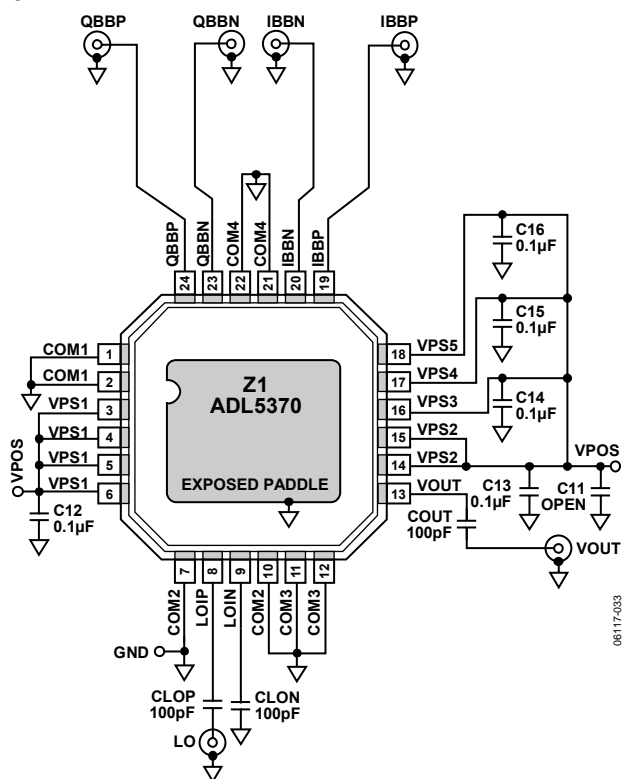 QBBP
QBBN
IBBN
IBBP
QBBP
QBBN
COM4
COM4
IBBN
IBBP
24
23
22
21
20
19
C16
0.1µF
C15
0.1µF
C14
0.1µF
COM1
1
COM1
2
VPS1
3
VPS1
4
VPS1
5
VPS1
6
VPOS
C12
0.1µF
Z1
ADL5370
EXPOSED PADDLE
18
VPS5
17
VPS4
16
VPS3
15
VPS2
14
VPS2
13
VOUT
VPOS
C13
0.1µF
C11
OPEN
COUT
100pF
VOUT
7
8
9
10
11
12
COM2
LOIP
LOIN
COM2
COM3
COM3
GND
CLOP
100pF
CLON
100pF
LO
06117-033